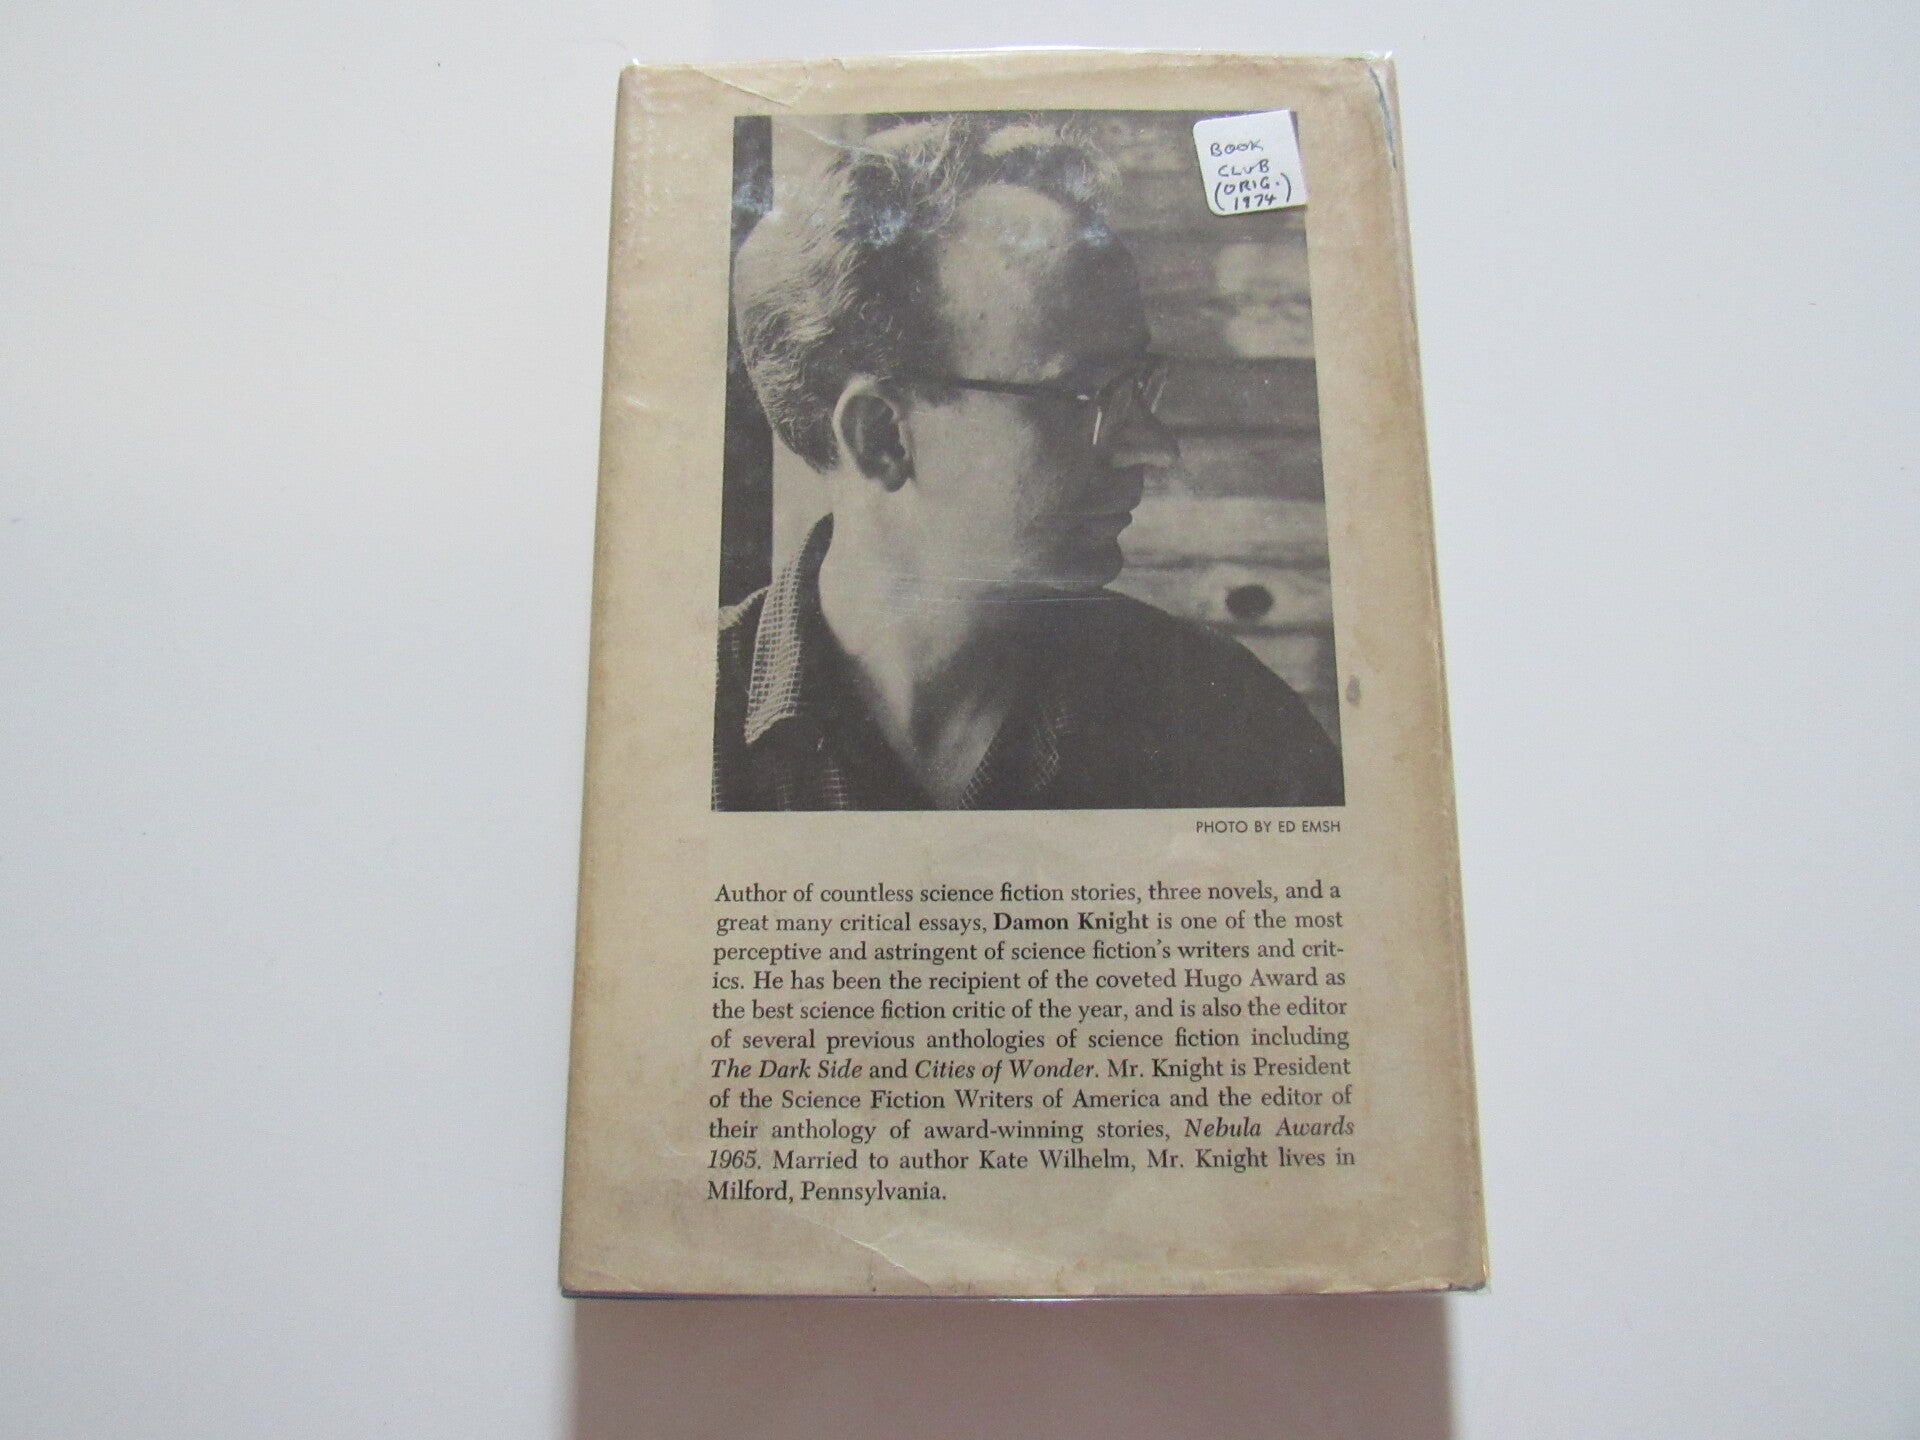 BOOK
CLUB
(ORIG.
1974)
PHOTO BY ED EMSH
Author of countless science fiction stories, three novels, and a
great many critical essays, Damon Knight is one of the most
perceptive and astringent of science fiction's writers and crit-
ics. He has been the recipient of the coveted Hugo Award as
the best science fiction critic of the year, and is also the editor
of several previous anthologies of science fiction including
The Dark Side and Cities of Wonder. Mr. Knight is President
of the Science Fiction Writers of America and the editor of
their anthology of award-winning stories, Nebula Awards
1965. Married to author Kate Wilhelm, Mr. Knight lives in
Milford, Pennsylvania.